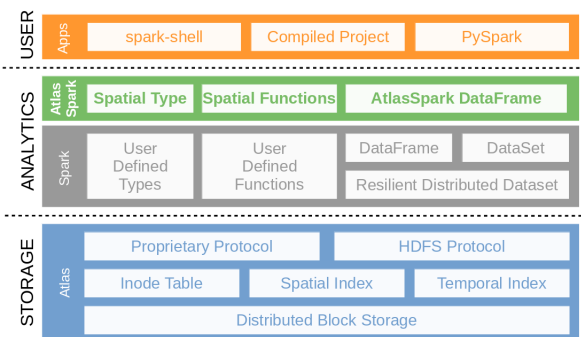 USER
Apps
spark-shell
Compiled Project
PySpark
ANALYTICS
Atlas
Spark
Spatial Type
Spatial Functions
AtlasSpark DataFrame
Spark
User
Defined
Types
User
Defined
Functions
DataFrame
DataSet
Resilient Distributed Dataset
STORAGE
Atlas
Proprietary Protocol
HDFS Protocol
Inode Table
Spatial Index
Temporal Index
Distributed Block Storage